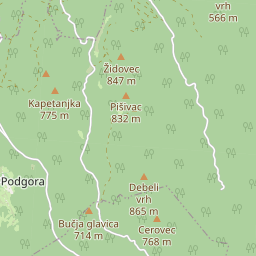 vrh
566 m
Židovec
847 m
Kapetanjka
775 m
Pišivac
832 m
Podgora
Debeli
vrh
865 m
Bučja glavica
714 m
Cerovec
768 m